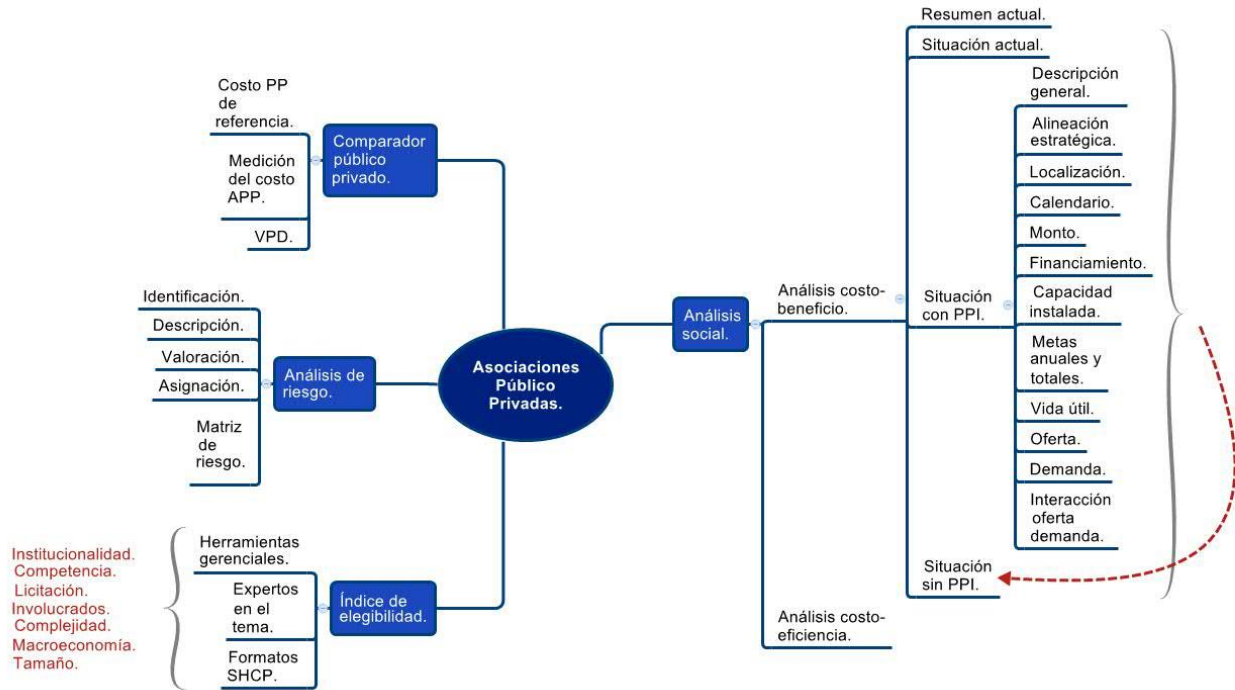 Asociaciones
Público
Privadas.
Comparador
público
privado.
Costo PP
de
referencia.
Medición
del costo
APP.
VPD.
Análisis de
riesgo.
Identificación.
Descripción.
Valoración.
Asignación.
Matriz
de
riesgo.
Índice de
elegibilidad.
Herramientas
gerenciales.
Expertos
en el
tema.
Formatos
SHCP.
Institucionalidad.
Competencia.
Licitación.
Involucrados.
Complejidad.
Macroeconomía.
Tamaño.
Análisis
social.
Análisis costo-
beneficio.
Resumen actual.
Situación actual.
Situación
con PPI.
Descripción
general.
Alineación
estratégica.
Localización.
Calendario.
Monto.
Financiamiento.
Capacidad
instalada.
Metas
anuales y
totales.
Vida útil.
Oferta.
Demanda.
Interacción
oferta
demanda.
Situación
sin PPI.
Análisis costo-
eficiencia.